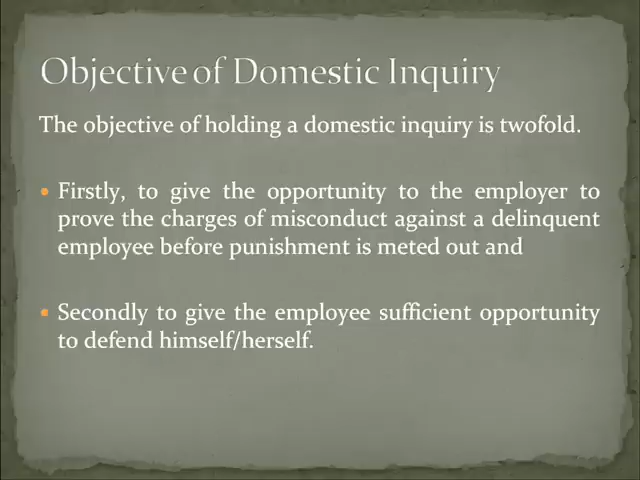 Objective of Domestic Inquiry
The objective of holding a domestic inquiry is twofold.
Firstly, to give the opportunity to the employer to
prove the charges of misconduct against a delinquent
employee before punishment is meted out and
Secondly to give the employee sufficient opportunity
to defend himself/herself.